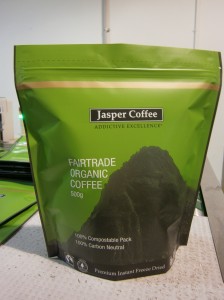 Jasper Coffee
ADDICTIVE EXCELLENCE
FAIRTRADE
ORGANIC
COFFEE
500g
100% Compostable Pack
100% Carbon Neutral
Premium Instant Freeze Dried